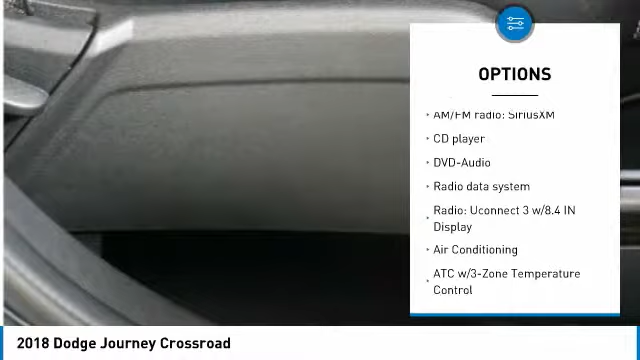 OPTIONS
AM/FM radio: SiriusXM
CD player
DVD-Audio
Radio data system
Radio: Uconnect 3 w/8.4 IN
Display
Air Conditioning
ATC w/3-Zone Temperature
Control
2018 Dodge Journey Crossroad